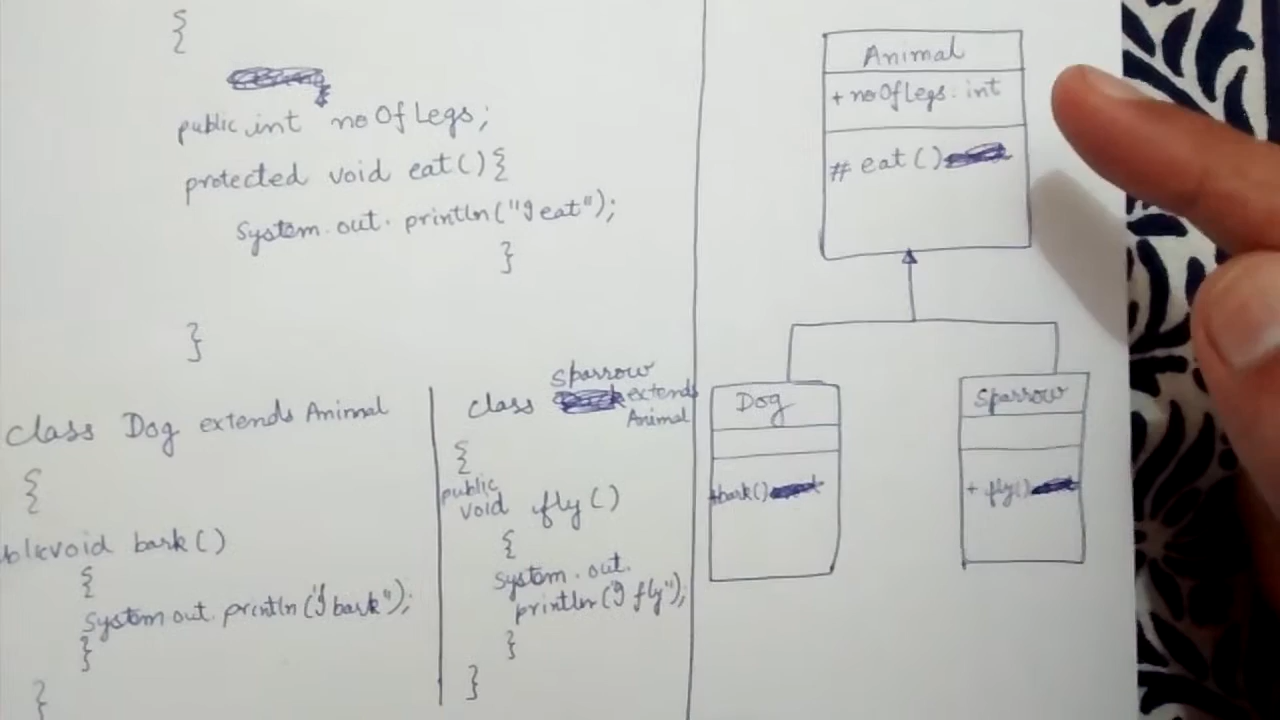 {
public int noOfLegs;
protected void eat(){
System.out.println("I eat");
}
}
class Dog extends Animal
{
void bark()
{
System out.println("I bark");
}
}
Sparrow
class extends
Animal
{
public
void fly()
{
System.out.
println("I fly");
}
}
Animal
+ noOfLegs: int
# eat()
Dog
+bark()
Sparrow
+ fly()